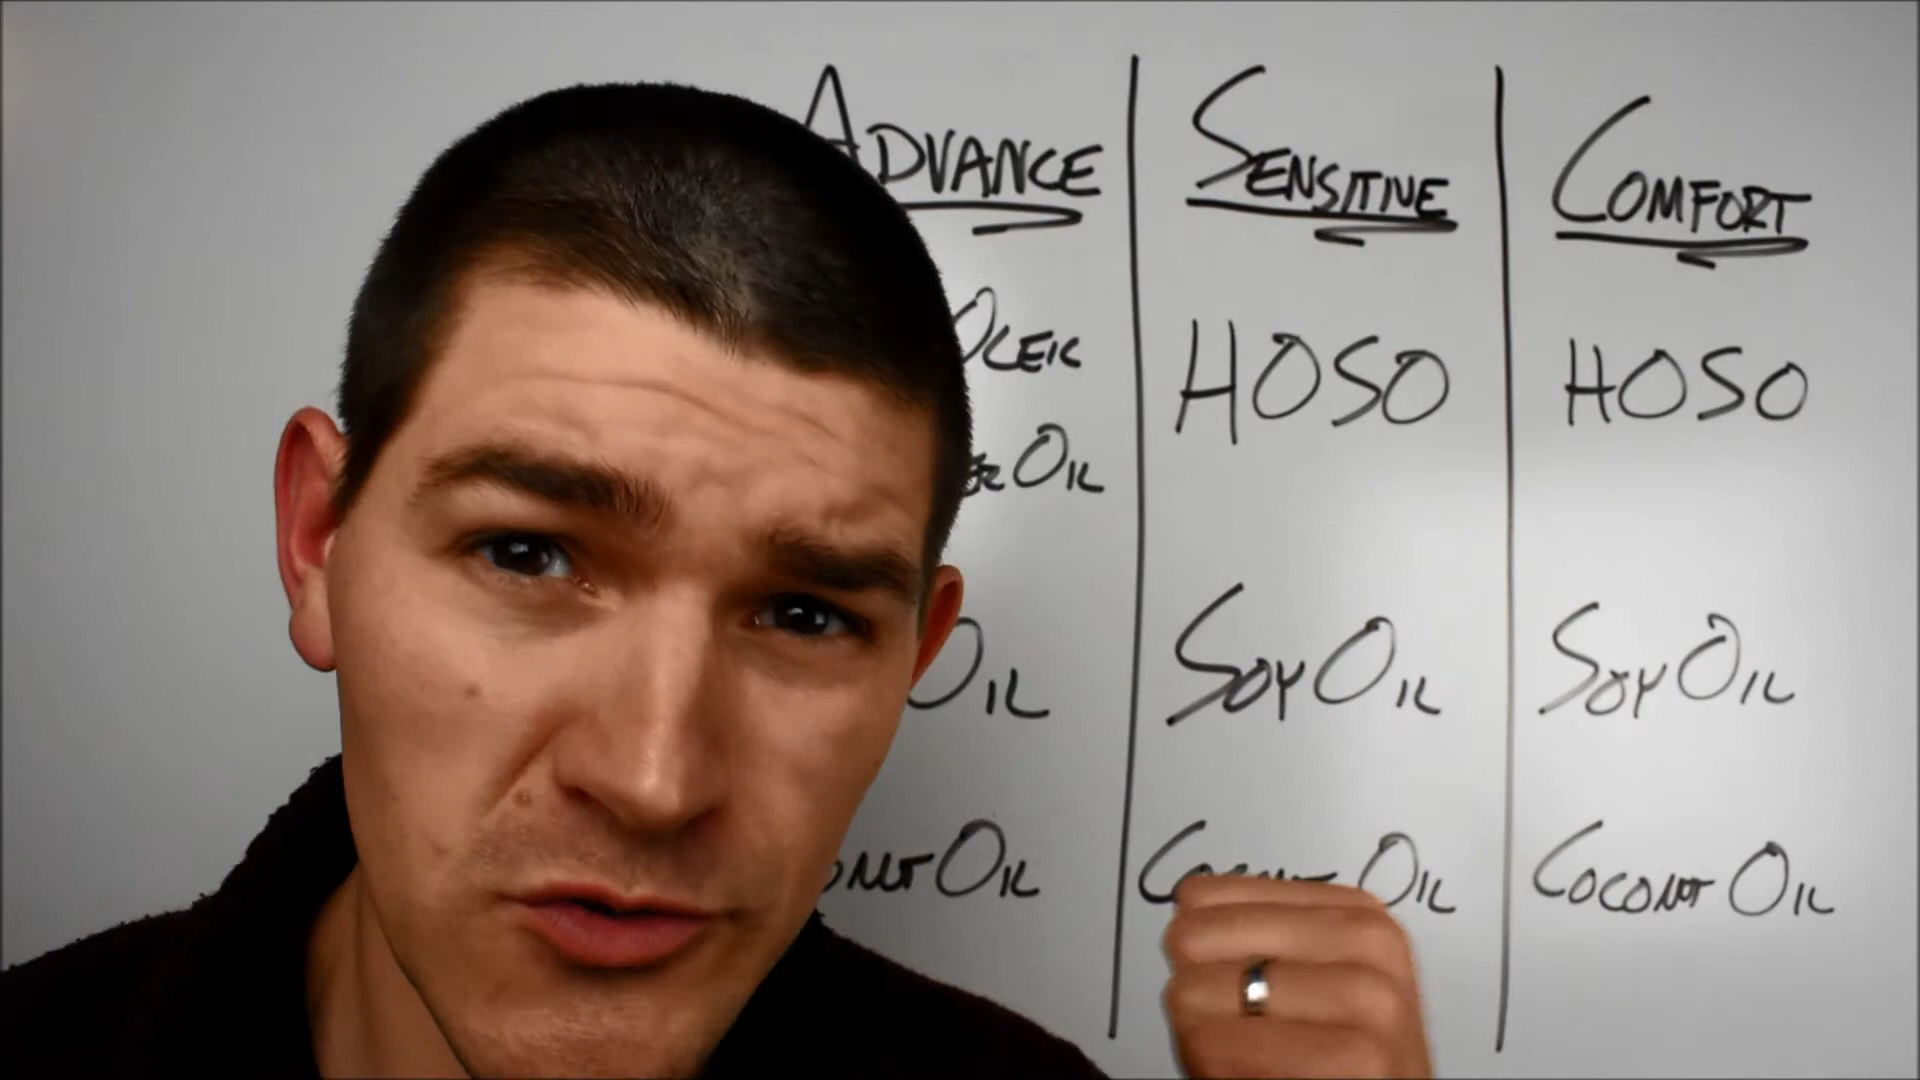 ADVANCE SENSITIVE COMFORT
OLEIC HOSO HOSO
OIL
OIL SOY OIL SOY OIL
OIL OIL COCONUT OIL